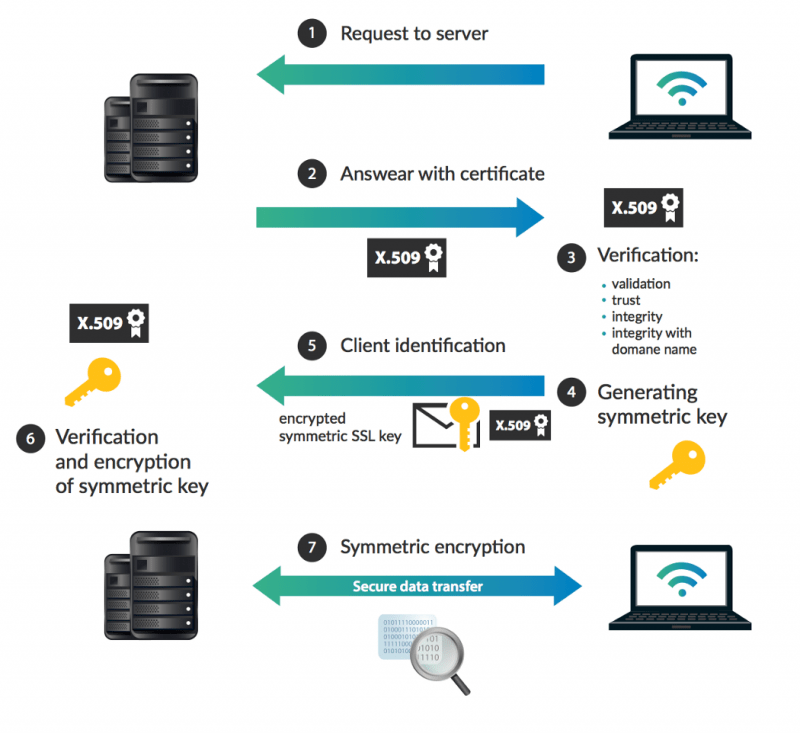 1 Request to server
2 Answear with certificate
X.509
X.509
3 Verification:
• validation
• trust
• integrity
• integrity with
domane name
4 Generating
symmetric key
5 Client identification
encrypted
symmetric SSL key
X.509
X.509
6 Verification
and encryption
of symmetric key
7 Symmetric encryption
Secure data transfer
01011110000011